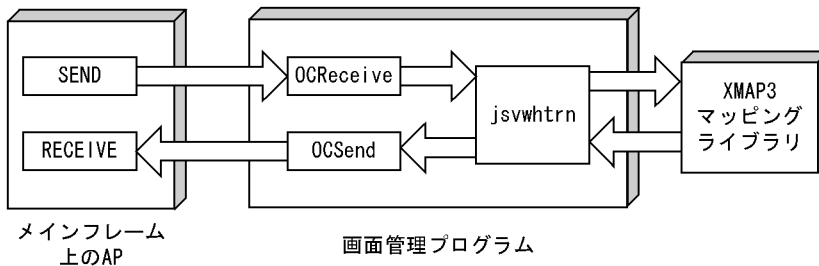 SEND
RECEIVE
メインフレーム
上のAP
OCReceive
OCSend
jsvwhtrn
画面管理プログラム
XMAP3
マッピング
ライブラリ